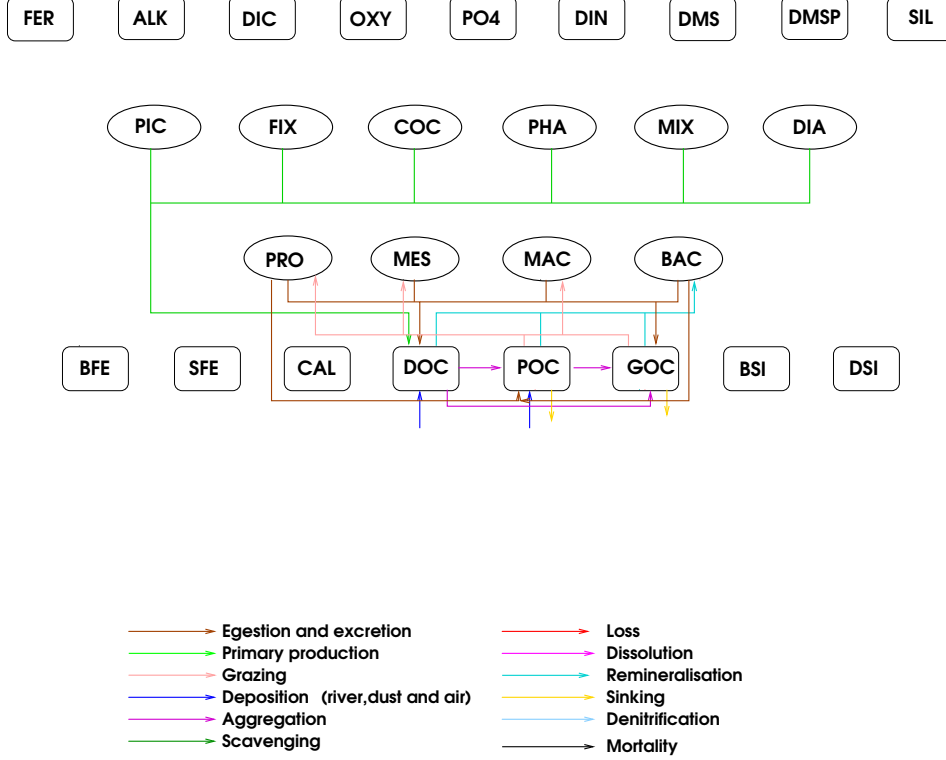 FER ALK DIC OXY PO4 DIN DMS DMSP SIL
PIC FIX COC PHA MIX DIA
PRO MES MAC BAC
BFE SFE CAL DOC POC GOC BSI DSI
Egestion and excretion
Primary production
Grazing
Deposition (river,dust and air)
Aggregation
Scavenging
Loss
Dissolution
Remineralisation
Sinking
Denitrification
Mortality